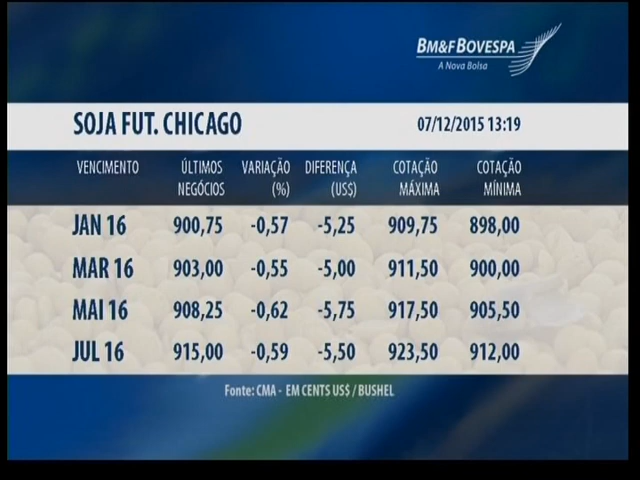 BM&FBOVESPA
A Nova Bolsa
SOJA FUT. CHICAGO 07/12/2015 13:19
VENCIMENTO ÚLTIMOS NEGÓCIOS VARIAÇÃO (%) DIFERENÇA (US$) COTAÇÃO MÁXIMA COTAÇÃO MÍNIMA
JAN 16 900,75 -0,57 -5,25 909,75 898,00
MAR 16 903,00 -0,55 -5,00 911,50 900,00
MAI 16 908,25 -0,62 -5,75 917,50 905,50
JUL 16 915,00 -0,59 -5,50 923,50 912,00
Fonte: CMA - EM CENTS US$ / BUSHEL